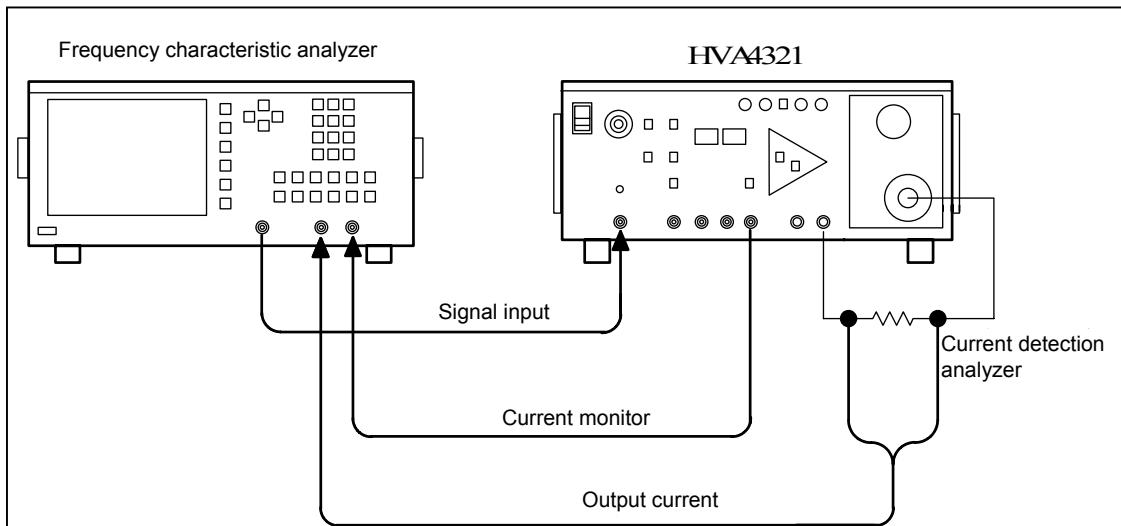 Frequency characteristic analyzer
HVA4321
Signal input
Current detection
analyzer
Current monitor
Output current